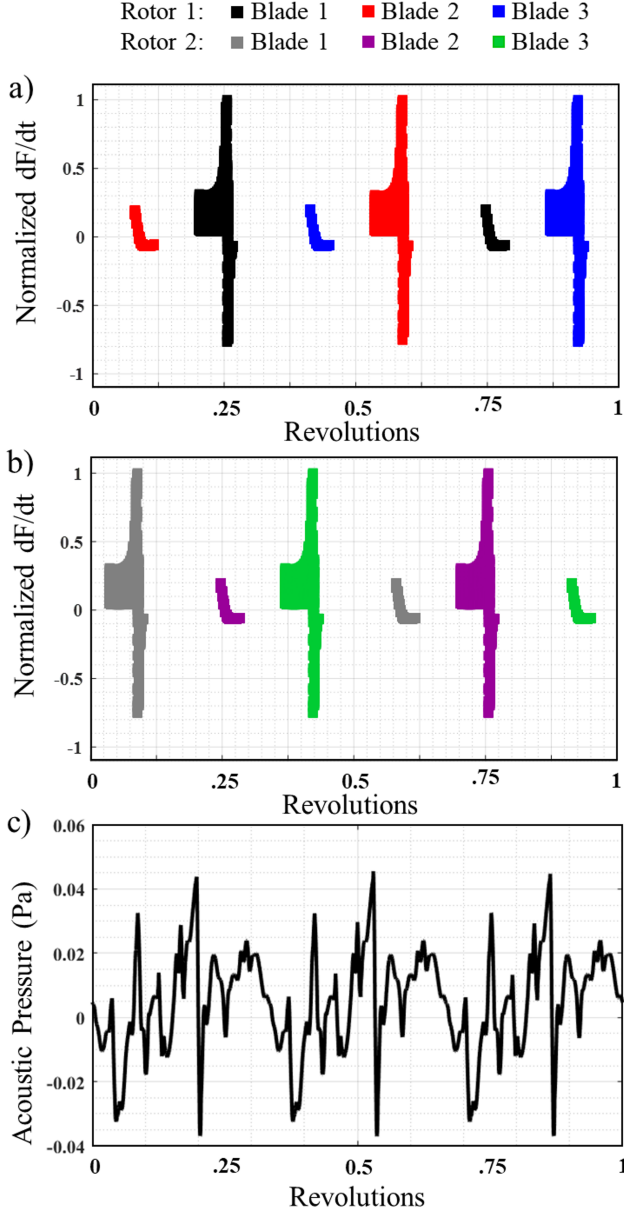 Rotor 1: Blade 1 Blade 2 Blade 3
Rotor 2: Blade 1 Blade 2 Blade 3
a)
Normalized dF/dt
1
0.5
0
-0.5
-1
0 .25 0.5 .75 1
Revolutions
b)
Normalized dF/dt
1
0.5
0
-0.5
-1
0 .25 0.5 .75 1
Revolutions
c)
Acoustic Pressure (Pa)
0.06
0.04
0.02
0
-0.02
-0.04
0 .25 0.5 .75 1
Revolutions